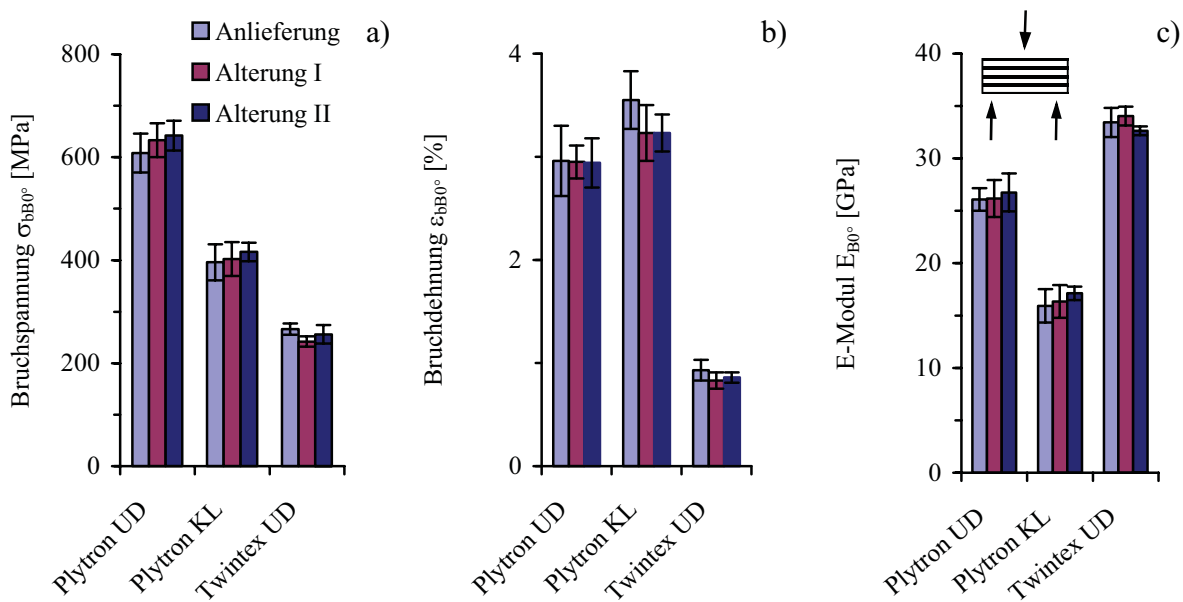 Anlieferung
Alterung I
Alterung II
a)
800
600
400
200
0
Bruchspannung σbB0° [MPa]
Plytron UD
Plytron KL
Twintex UD
b)
4
2
0
Bruchdehnung εbB0° [%]
Plytron UD
Plytron KL
Twintex UD
c)
40
30
20
10
0
E-Modul EB0° [GPa]
Plytron UD
Plytron KL
Twintex UD